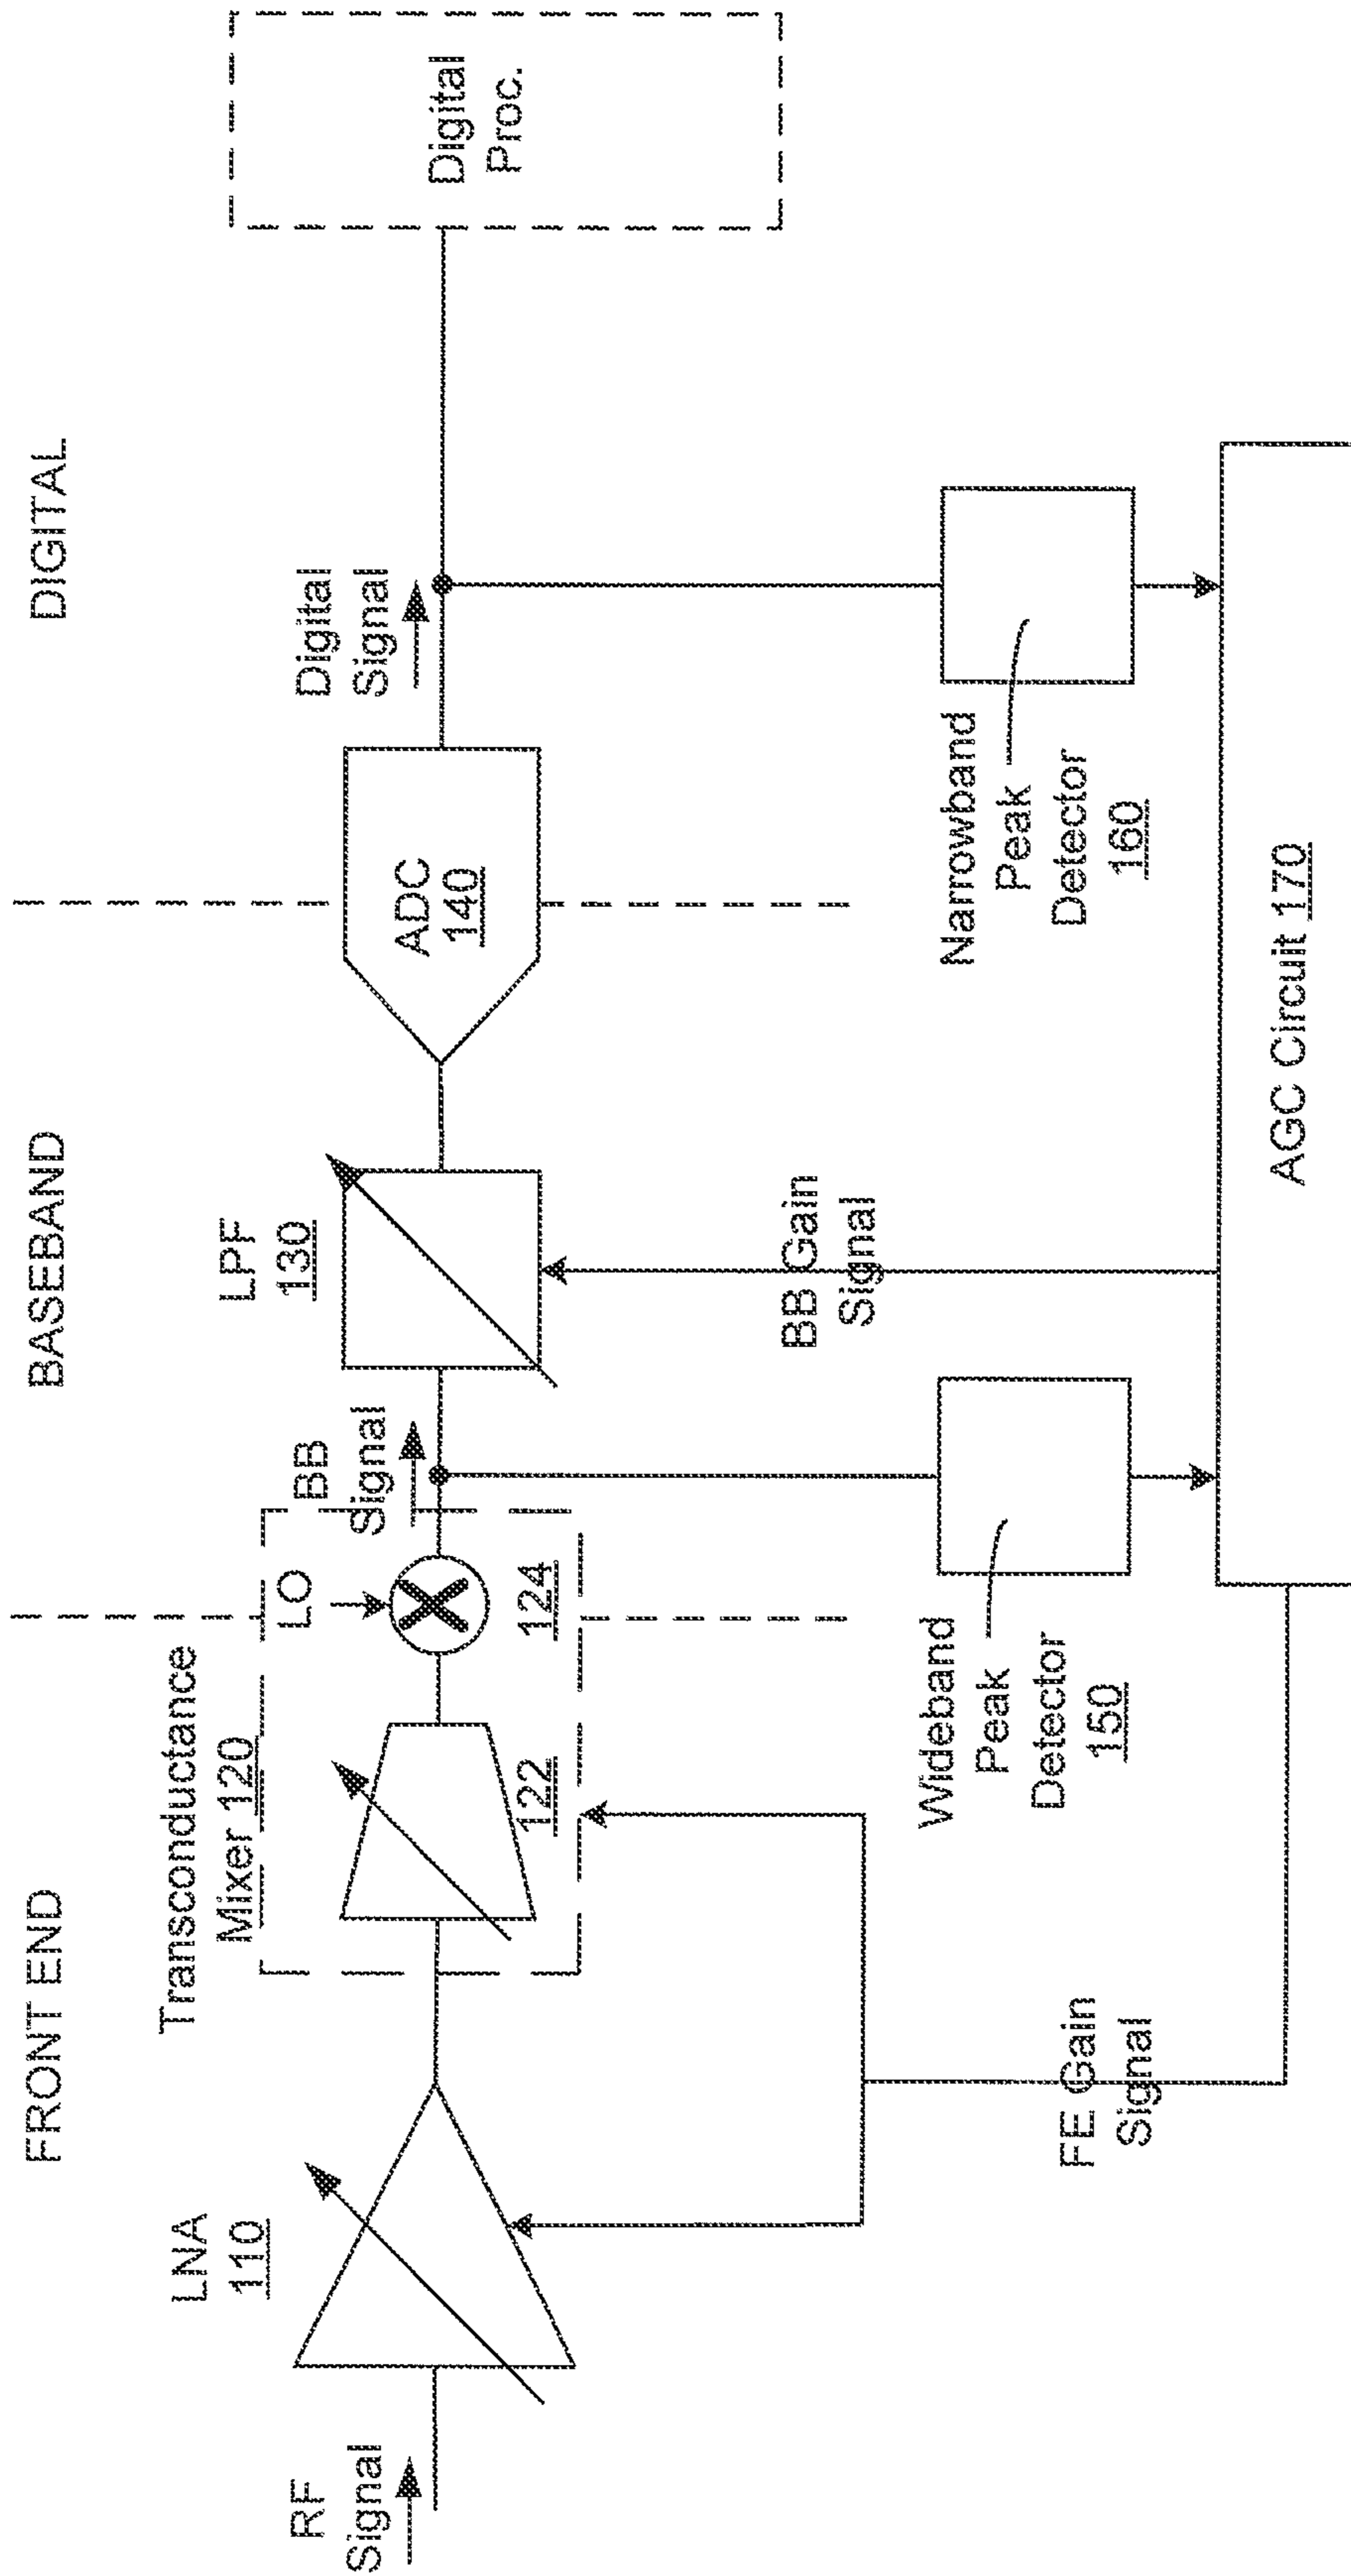 FRONT END
BASEBAND
DIGITAL
Transconductance
Mixer 120
LNA
110
RF
Signal
LO
122
124
BB
Signal
LPF
130
ADC
140
Digital
Signal
Digital
Proc.
FE Gain
Signal
Wideband
Peak
Detector
150
BB Gain
Signal
Narrowband
Peak
Detector
160
AGC Circuit 170